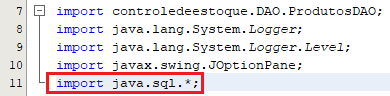 7 import controledeestoque.DAO.ProdutosDAO;
8 import java.lang.System.Logger;
9 import java.lang.System.Logger.Level;
10 import javax.swing.JOptionPane;
11 import java.sql.*;